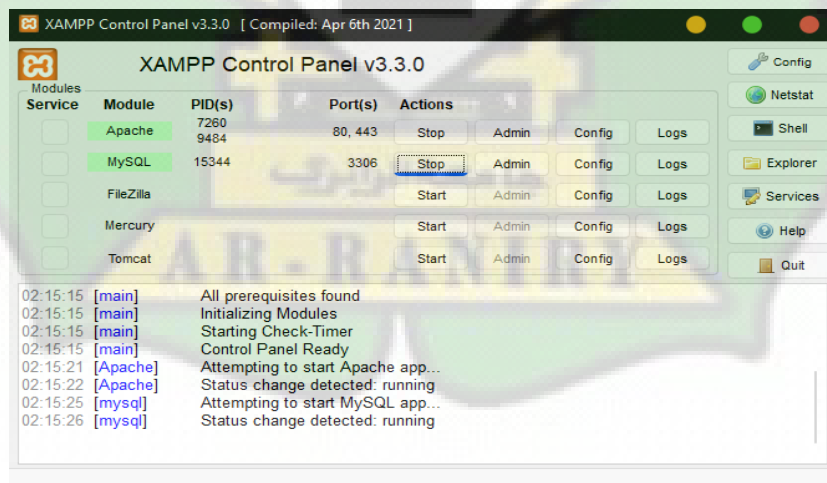 XAMPP Control Panel v3.3.0 [ Compiled: Apr 6th 2021 ]
XAMPP Control Panel v3.3.0
Config
Modules
Service Module PID(s) Port(s) Actions
Netstat
Apache 7260 9484 80, 443 Stop Admin Config Logs
Shell
MySQL 15344 3306 Stop Admin Config Logs
Explorer
FileZilla Start Admin Config Logs
Services
Mercury Start Admin Config Logs
Help
Tomcat Start Admin Config Logs
Quit
AR-RANIRY
02:15:15 [main] All prerequisites found
02:15:15 [main] Initializing Modules
02:15:15 [main] Starting Check-Timer
02:15:15 [main] Control Panel Ready
02:15:21 [Apache] Attempting to start Apache app...
02:15:22 [Apache] Status change detected: running
02:15:25 [mysql] Attempting to start MySQL app...
02:15:26 [mysql] Status change detected: running